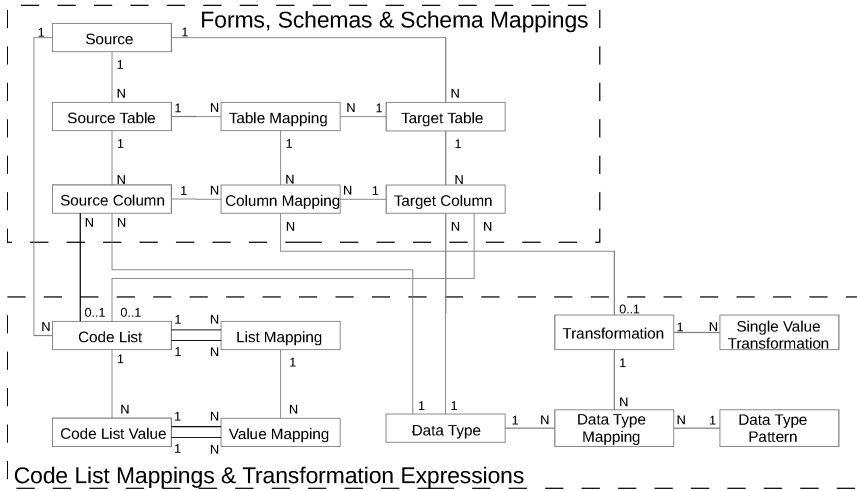 Forms, Schemas & Schema Mappings
1
Source
1
1
N
N
Source Table
1
N
Table Mapping
N
1
Target Table
1
1
1
N
N
N
Source Column
1
N
Column Mapping
N
1
Target Column
N
N
N
N
N
0..1
0..1
0..1
N
Code List
1
N
List Mapping
1
N
Transformation
1
N
Single Value
Transformation
1
1
1
N
N
1
1
N
Code List Value
1
N
Value Mapping
1
N
Data Type
1
N
Data Type
Mapping
N
1
Data Type
Pattern
Code List Mappings & Transformation Expressions